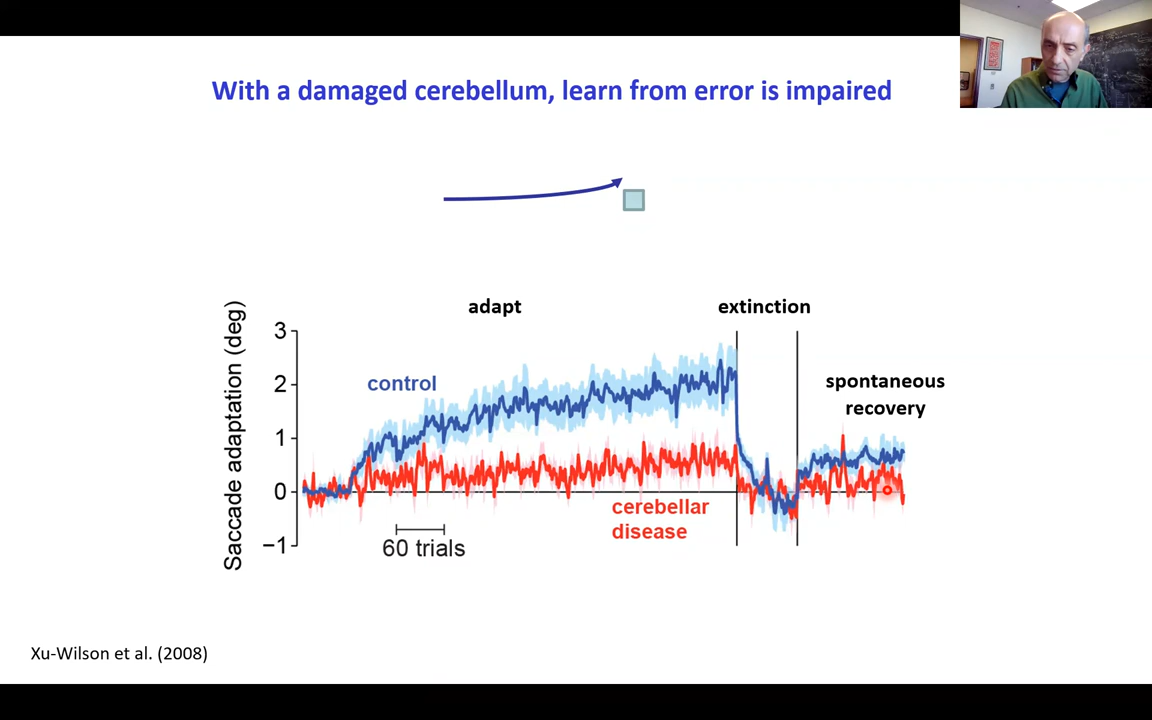 With a damaged cerebellum, learn from error is impaired
adapt
extinction
Saccade adaptation (deg)
3
2
1
0
−1
control
spontaneous
recovery
cerebellar
disease
60 trials
Xu-Wilson et al. (2008)